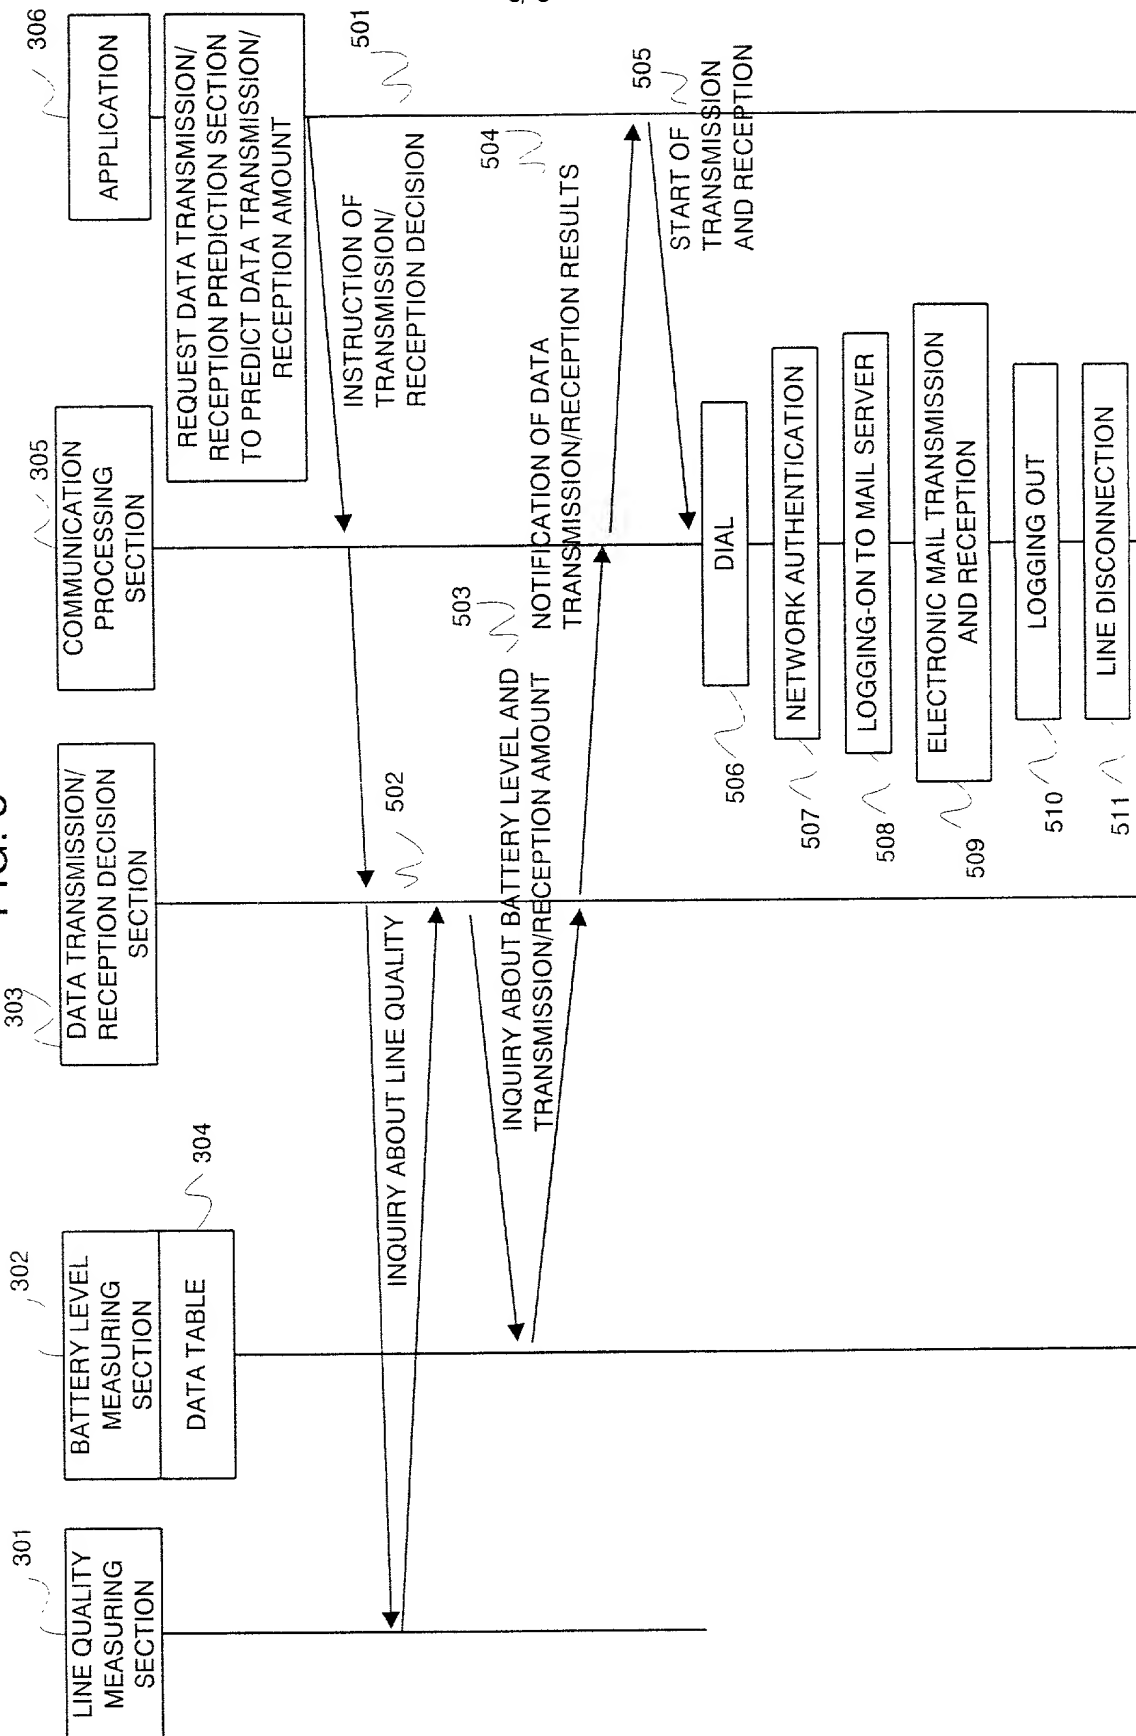 FIG.
301
LINE QUALITY
MEASURING
SECTION
302
BATTERY LEVEL
MEASURING
SECTION
DATA TABLE
304
303
DATA TRANSMISSION/
RECEPTION DECISION
SECTION
305
COMMUNICATION
PROCESSING
SECTION
306
APPLICATION
REQUEST DATA TRANSMISSION/
RECEPTION PREDICTION SECTION
TO PREDICT DATA TRANSMISSION/
RECEPTION AMOUNT
501
INSTRUCTION OF
TRANSMISSION/
RECEPTION DECISION
502
INQUIRY ABOUT LINE QUALITY
503
INQUIRY ABOUT BATTERY LEVEL AND
TRANSMISSION/RECEPTION AMOUNT
504
NOTIFICATION OF DATA
TRANSMISSION/RECEPTION RESULTS
505
START OF
TRANSMISSION
AND RECEPTION
506
DIAL
507
NETWORK AUTHENTICATION
508
LOGGING-ON TO MAIL SERVER
509
ELECTRONIC MAIL TRANSMISSION
AND RECEPTION
510
LOGGING OUT
511
LINE DISCONNECTION